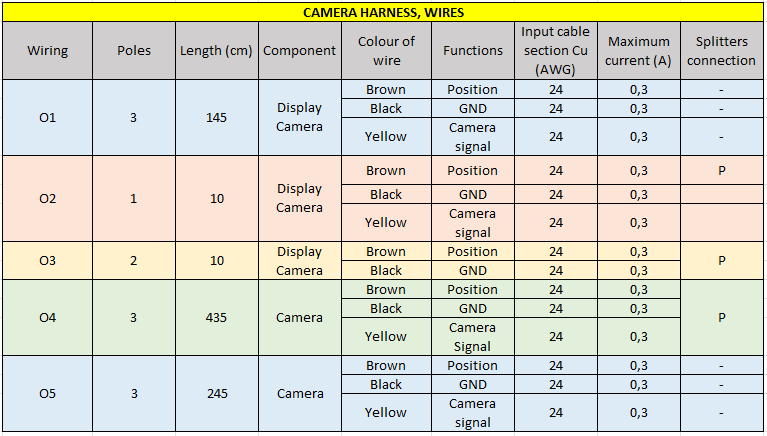 CAMERA HARNESS, WIRES
Wiring Poles Length (cm) Component Colour of wire Functions Input cable section Cu (AWG) Maximum current (A) Splitters connection
O1 3 145 Display Camera Brown Position 24 0,3 -
Black GND 24 0,3 -
Yellow Camera signal 24 0,3 -
O2 1 10 Display Camera Brown Position 24 0,3 P
Black GND 24 0,3
Yellow Camera signal 24 0,3
O3 2 10 Display Camera Brown Position 24 0,3 P
Black GND 24 0,3
O4 3 435 Camera Brown Position 24 0,3 P
Black GND 24 0,3
Yellow Camera Signal 24 0,3
O5 3 245 Camera Brown Position 24 0,3 -
Black GND 24 0,3 -
Yellow Camera signal 24 0,3 -